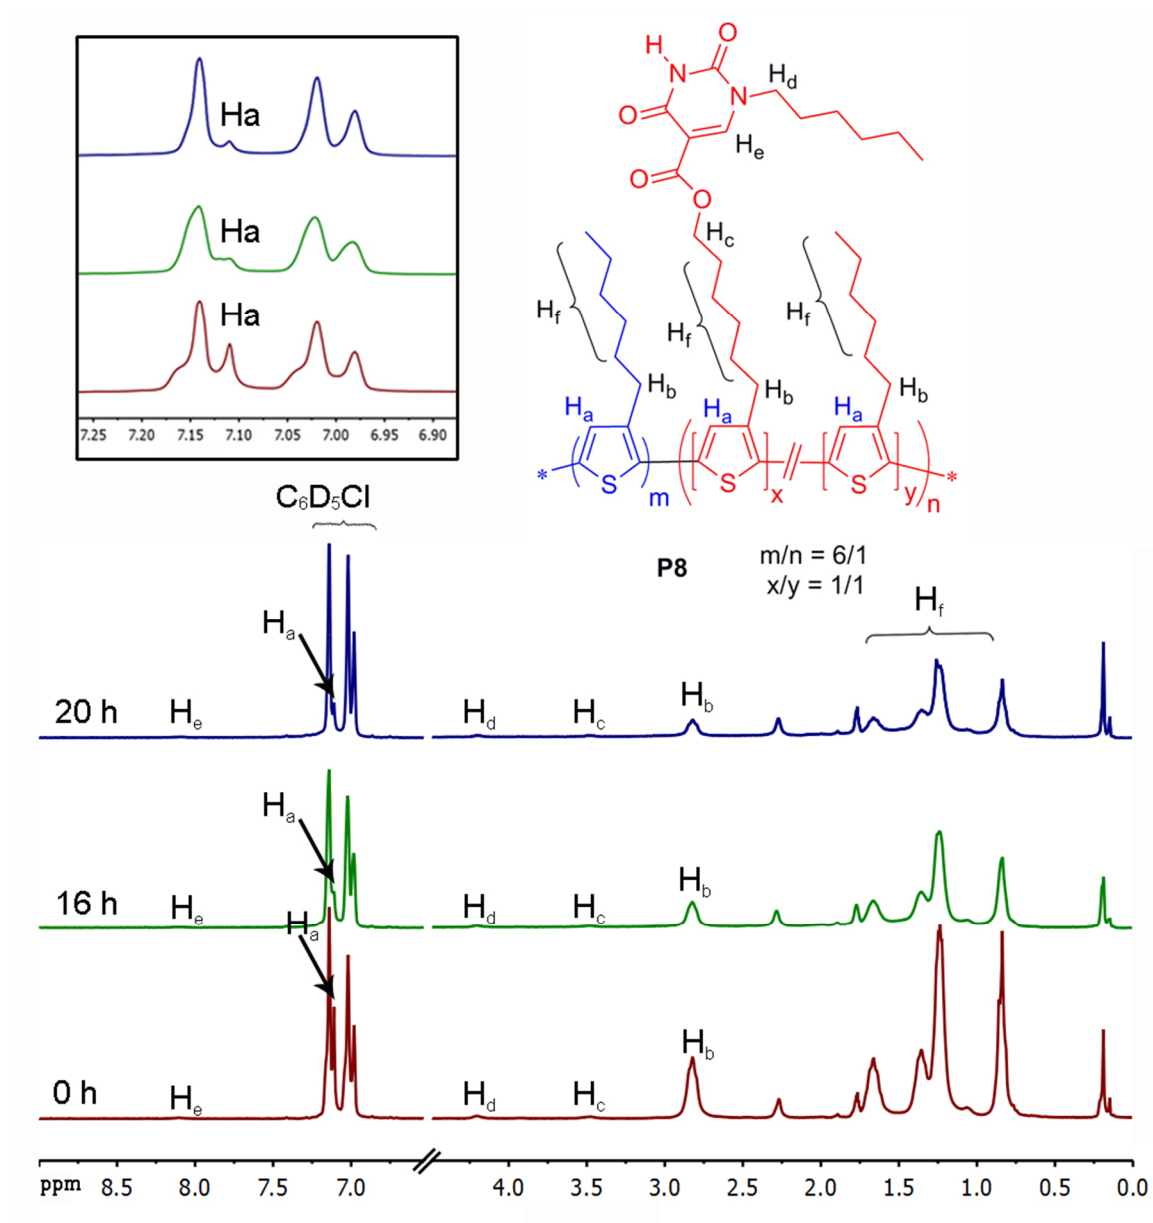 Ha
Ha
Ha
7.25 7.20 7.15 7.10 7.05 7.00 6.95 6.90
H O
N
O N Hd
He
O
O
Hc
Hf Hf Hf
Hb Hb Hb
Ha Ha Ha
* ( S )m ([ S ]x [ S ]y)n *
C6D5Cl
P8 m/n = 6/1
x/y = 1/1
Hf
Ha
20 h He Hd Hc Hb
Ha
16 h He Hd Hc Hb
Ha
0 h He Hd Hc Hb
ppm 8.5 8.0 7.5 7.0 4.0 3.5 3.0 2.5 2.0 1.5 1.0 0.5 0.0